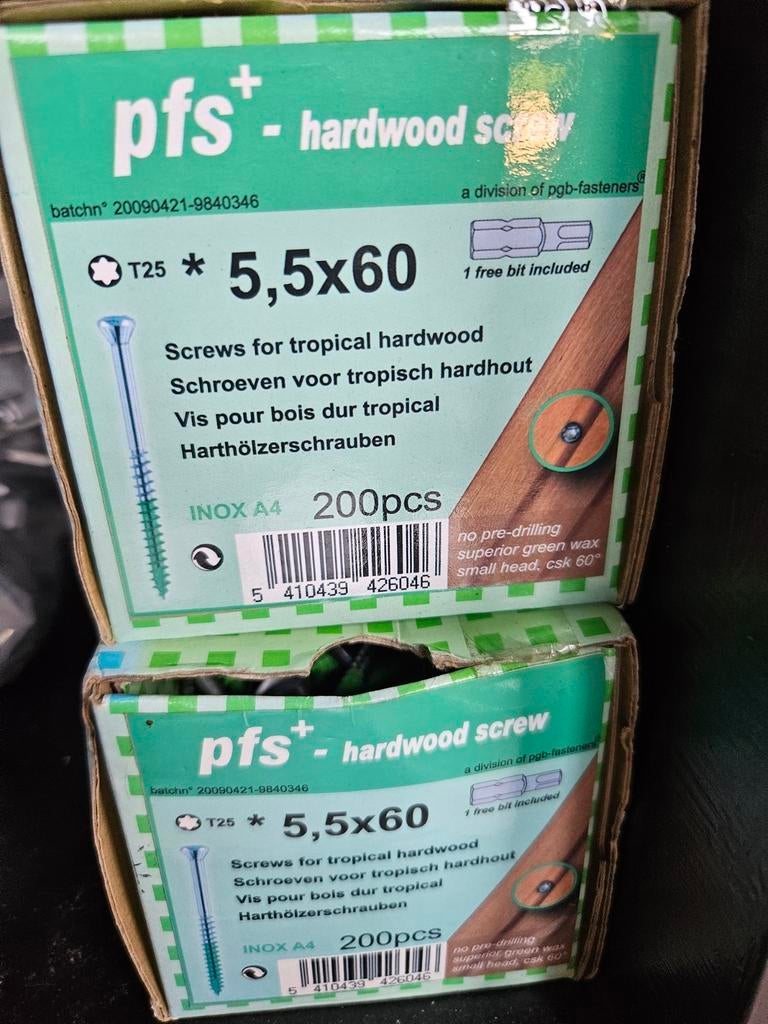 pfs+ - hardwood screw
batchn° 20090421-9840346
a division of pgb-fasteners®
T25 * 5,5x60
1 free bit included
Screws for tropical hardwood
Schroeven voor tropisch hardhout
Vis pour bois dur tropical
Harthölzerschrauben
INOX A4 200pcs
5 410439 426046
no pre-drilling
superior green wax
small head, csk 60°
pfs+ - hardwood screw
a division of pgb-fasteners®
batchn° 20090421-9840346
T25 * 5,5x60
1 free bit included
Screws for tropical hardwood
Schroeven voor tropisch hardhout
Vis pour bois dur tropical
Harthölzerschrauben
INOX A4 200pcs
5 410439 426046
no pre-drilling
superior green wax
small head, csk 60°